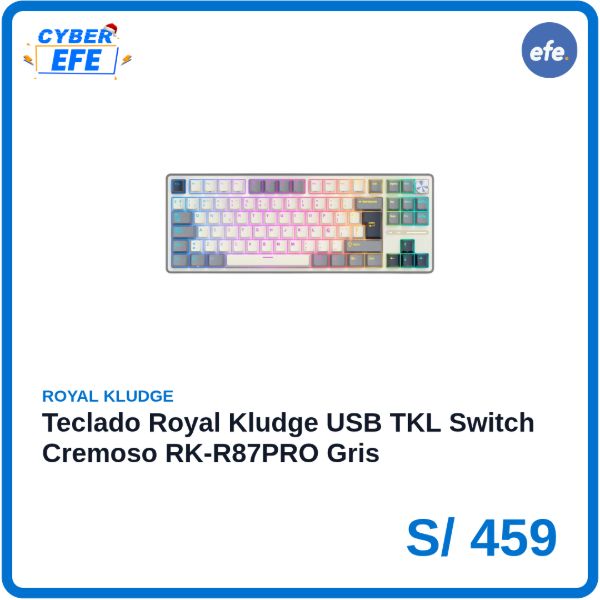 CYBER
EFE
efe.
ROYAL KLUDGE
Teclado Royal Kludge USB TKL Switch
Cremoso RK-R87PRO Gris
S/ 459